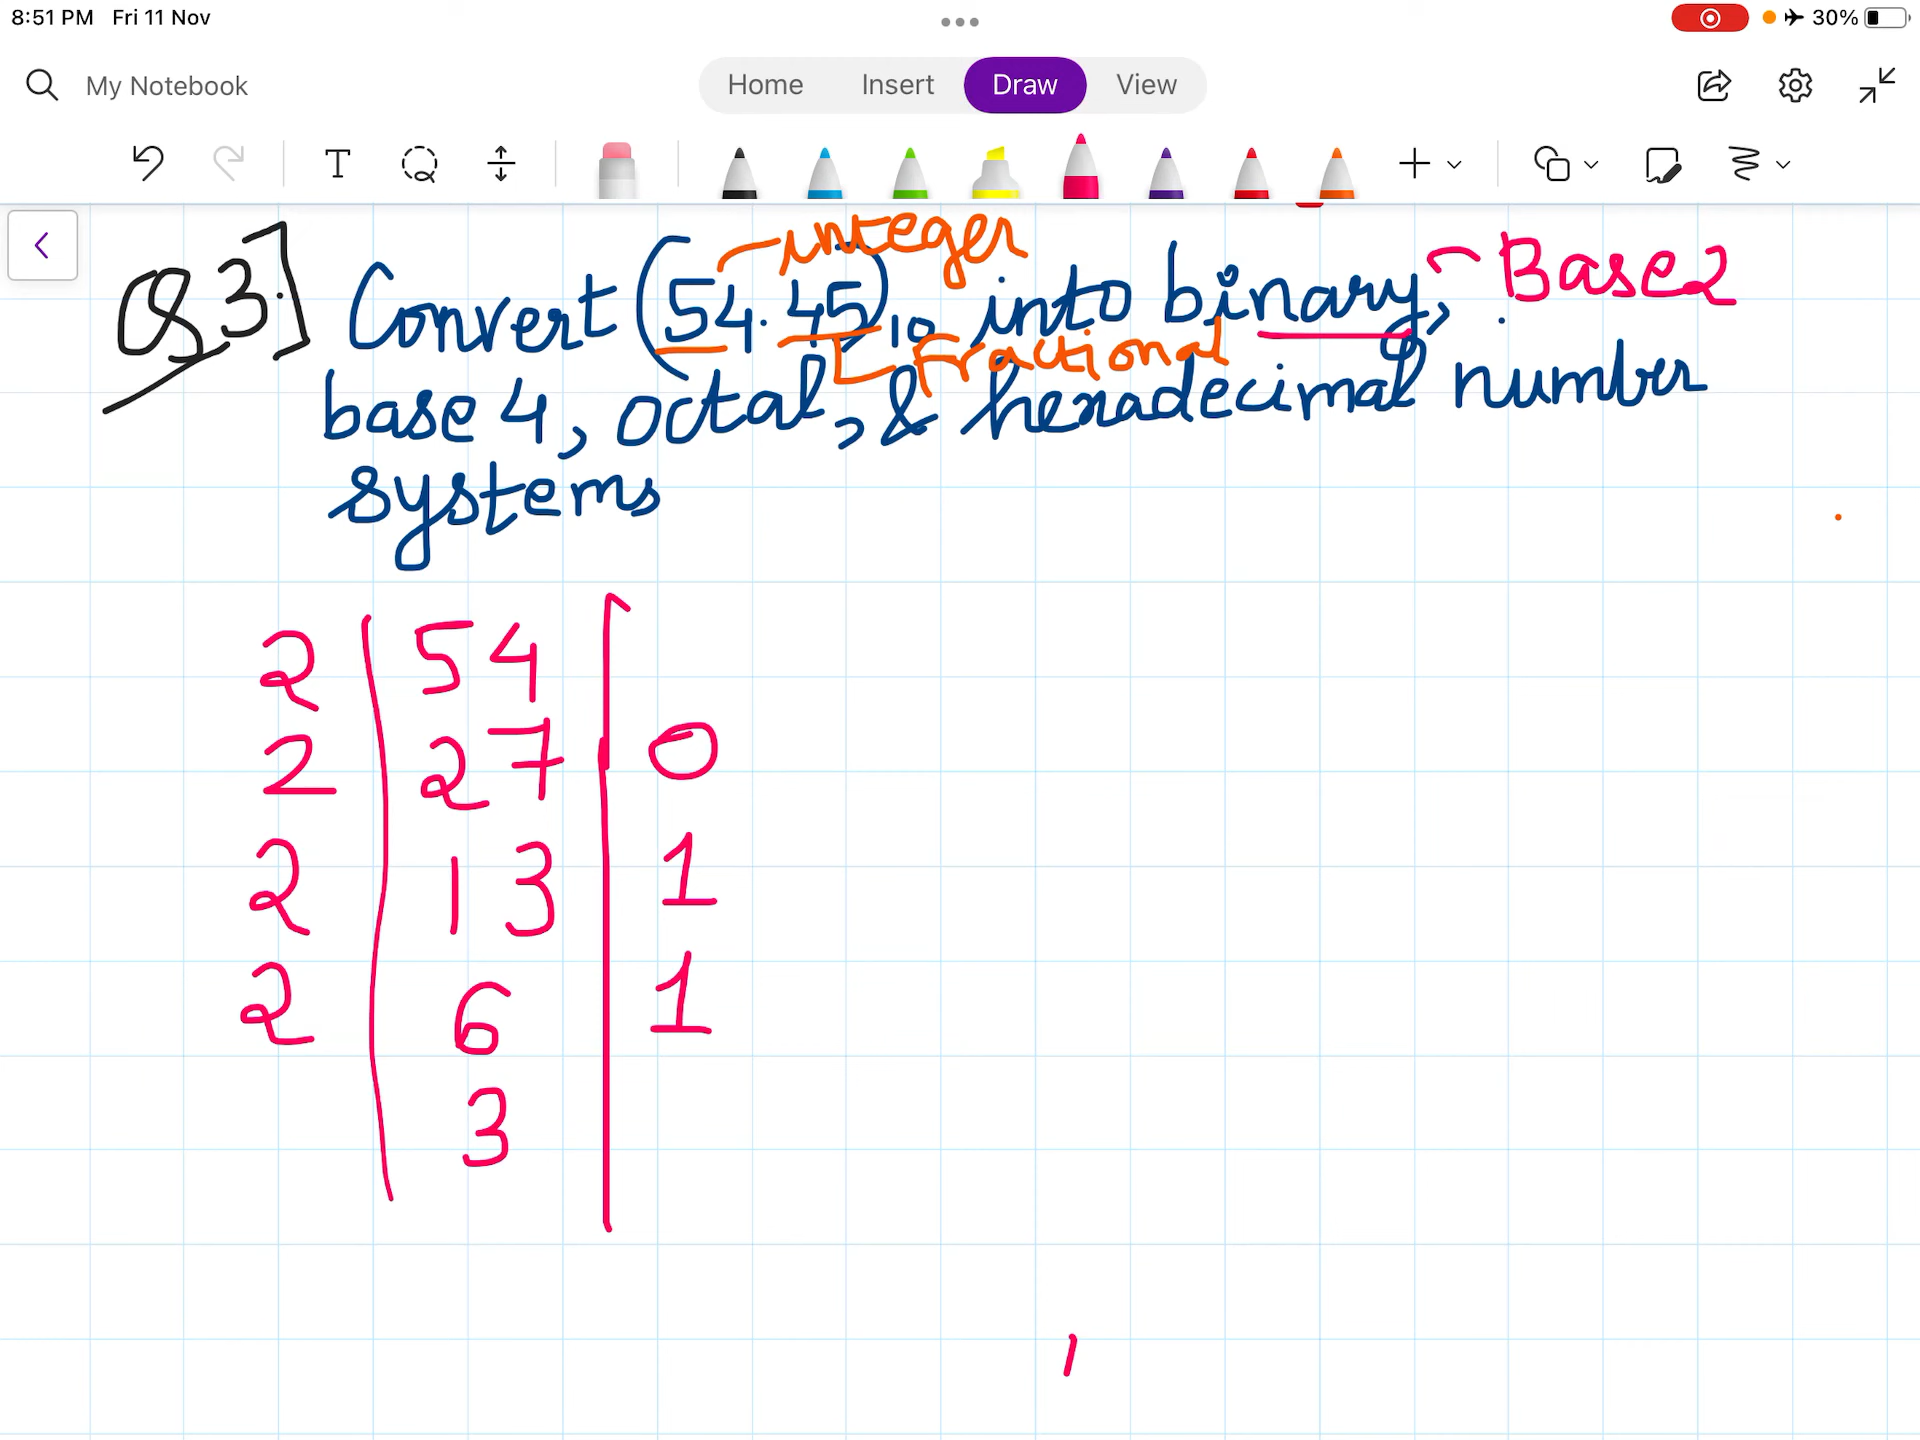 8:51 PM Fri 11 Nov
30%
My Notebook
Home Insert Draw View
T
integer
Q3] Convert (54.45)10 into binary, Base2
Fractional
base 4, octal, & hexadecimal number
systems
2 54
2 27 0
2 13 1
2 6 1
3